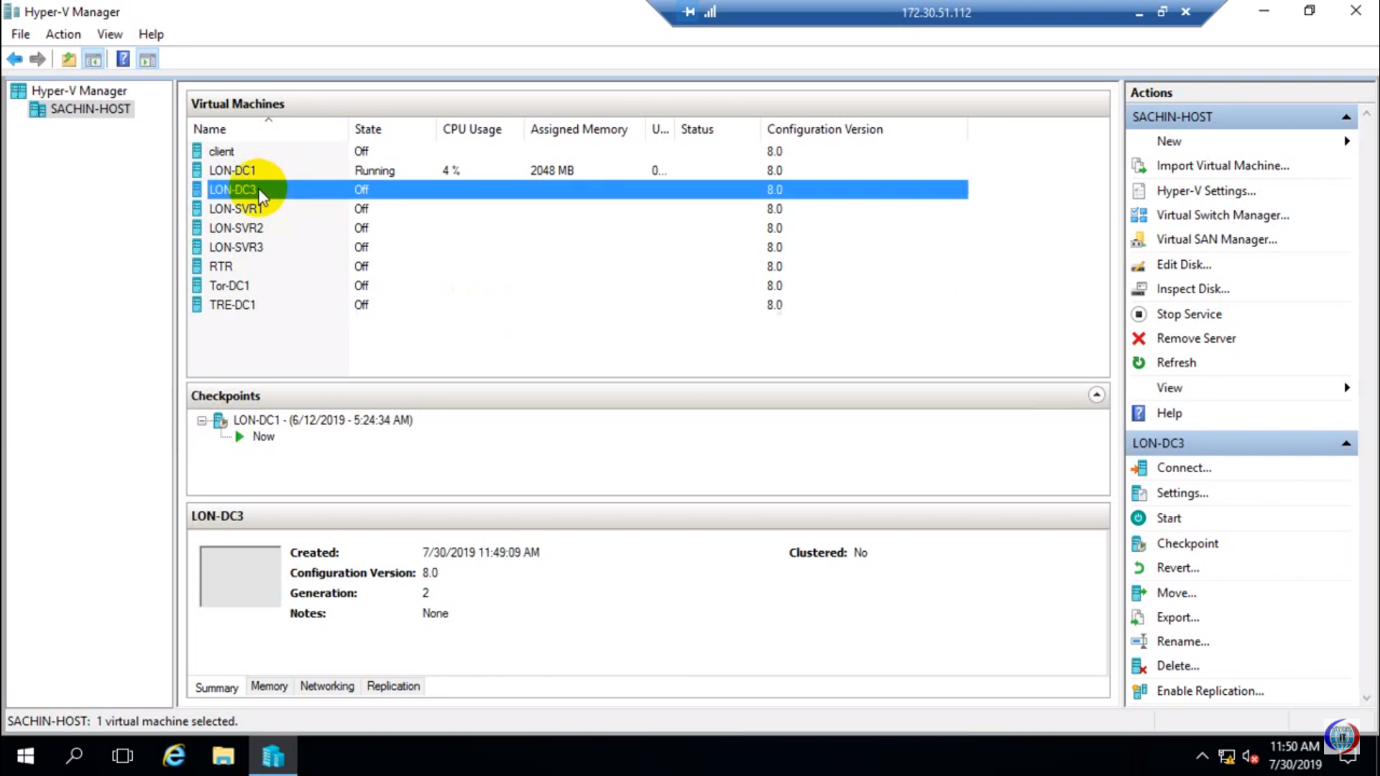 Hyper-V Manager
172.30.51.112
File Action View Help
Hyper-V Manager
SACHIN-HOST
Virtual Machines
Name State CPU Usage Assigned Memory U... Status Configuration Version
client Off 8.0
LON-DC1 Running 4 % 2048 MB 0... 8.0
LON-DC3 Off 8.0
LON-SVR1 Off 8.0
LON-SVR2 Off 8.0
LON-SVR3 Off 8.0
RTR Off 8.0
Tor-DC1 Off 8.0
TRE-DC1 Off 8.0
Checkpoints
LON-DC1 - (6/12/2019 - 5:24:34 AM)
Now
LON-DC3
Created: 7/30/2019 11:49:09 AM Clustered: No
Configuration Version: 8.0
Generation: 2
Notes: None
Summary Memory Networking Replication
Actions
SACHIN-HOST
New
Import Virtual Machine...
Hyper-V Settings...
Virtual Switch Manager...
Virtual SAN Manager...
Edit Disk...
Inspect Disk...
Stop Service
Remove Server
Refresh
View
Help
LON-DC3
Connect...
Settings...
Start
Checkpoint
Revert...
Move...
Export...
Rename...
Delete...
Enable Replication...
SACHIN-HOST: 1 virtual machine selected.
11:50 AM
7/30/2019